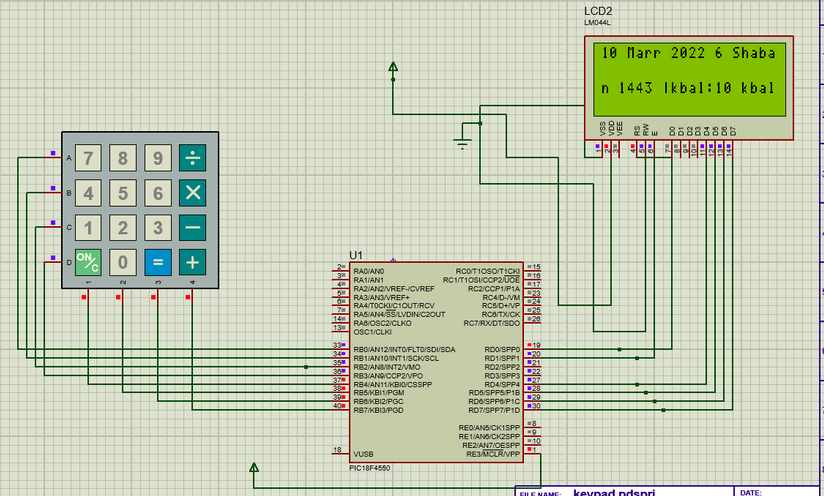 LCD2
LM044L
10 Marr 2022 6 Shaba
n 1443 Ikbal:10 kbal
VSS VDD VEE RS RW E D0 D1 D2 D3 D4 D5 D6 D7
1 2 3 4 5 6 7 8 9 10 11 12 13 14
A 7 8 9 ÷
B 4 5 6 ×
C 1 2 3 −
D ON/C 0 = +
1 2 3 4
U1
2 RA0/AN0 RC0/T1OSO/T1CKI 15
3 RA1/AN1 RC1/T1OSI/CCP2/UOE 16
4 RA2/AN2/VREF-/CVREF RC2/CCP1/P1A 17
5 RA3/AN3/VREF+ RC4/D-/VM 23
6 RA4/T0CKI/C1OUT/RCV RC5/D+/VP 24
7 RA5/AN4/SS/LVDIN/C2OUT RC6/TX/CK 25
14 RA6/OSC2/CLKO RC7/RX/DT/SDO 26
13 OSC1/CLKI
33 RB0/AN12/INT0/FLT0/SDI/SDA RD0/SPP0 19
34 RB1/AN10/INT1/SCK/SCL RD1/SPP1 20
35 RB2/AN8/INT2/VMO RD2/SPP2 21
36 RB3/AN9/CCP2/VPO RD3/SPP3 22
37 RB4/AN11/KBI0/CSSPP RD4/SPP4 27
38 RB5/KBI1/PGM RD5/SPP5/P1B 28
39 RB6/KBI2/PGC RD6/SPP6/P1C 29
40 RB7/KBI3/PGD RD7/SPP7/P1D 30
RE0/AN5/CK1SPP 8
RE1/AN6/CK2SPP 9
RE2/AN7/OESPP 10
18 VUSB RE3/MCLR/VPP 1
PIC18F4550
FILE NAME: keypad.pdsprj DATE: